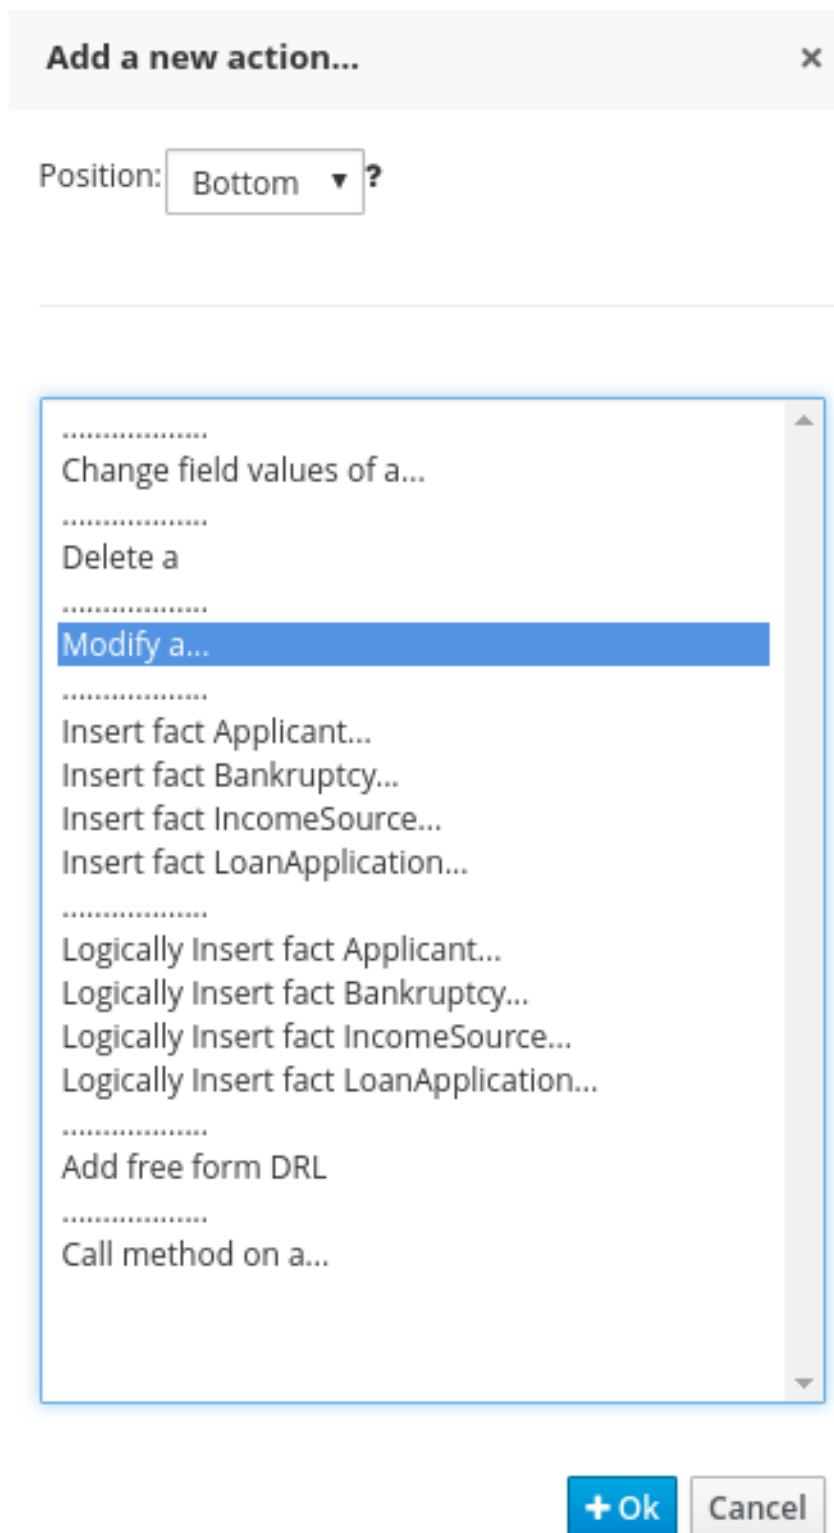 Add a new action... ×
Position: Bottom ▼ ?
..................
Change field values of a...
..................
Delete a
..................
Modify a...
..................
Insert fact Applicant...
Insert fact Bankruptcy...
Insert fact IncomeSource...
Insert fact LoanApplication...
..................
Logically Insert fact Applicant...
Logically Insert fact Bankruptcy...
Logically Insert fact IncomeSource...
Logically Insert fact LoanApplication...
..................
Add free form DRL
..................
Call method on a...
+ Ok Cancel